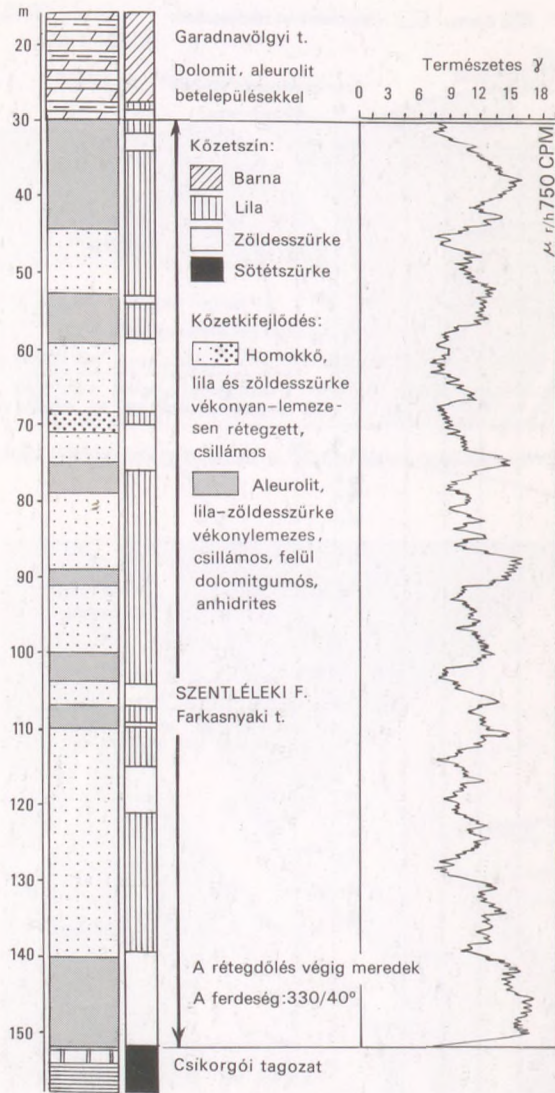 m
20
30
40
50
60
70
80
90
100
110
120
130
140
150
Garadnavölgyi t.
Dolomit, aleurolit
betelepülésekkel
Kőzetszín:
Barna
Lila
Zöldesszürke
Sötétszürke
Kőzetkifejlődés:
Homokkő,
lila és zöldesszürke
vékonyan-lemeze-
sen rétegzett,
csillámos
Aleurolit,
lila-zöldesszürke
vékonylemezes,
csillámos, felül
dolomitgumós,
anhidrites
SZENTLÉLEKI F.
Farkasnyaki t.
A rétegdőlés végig meredek
A ferdeség:330/40°
Csikorgói tagozat
Természetes γ
0 3 6 9 12 15 18
μ r/h 750 CPM